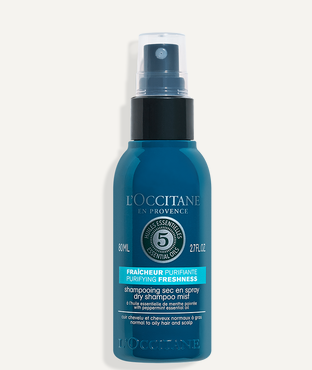 L'OCCITANE
EN PROVENCE
HUILES ESSENTIELLES
5
ESSENTIAL OILS
80ML 2.7FL.OZ
FRAÎCHEUR PURIFIANTE
PURIFYING FRESHNESS
shampooing sec en spray
dry shampoo mist
à l'huile essentielle de menthe poivrée
with peppermint essential oil
cuir chevelu et cheveux normaux à gras
normal to oily hair and scalp
L'OCCITANE